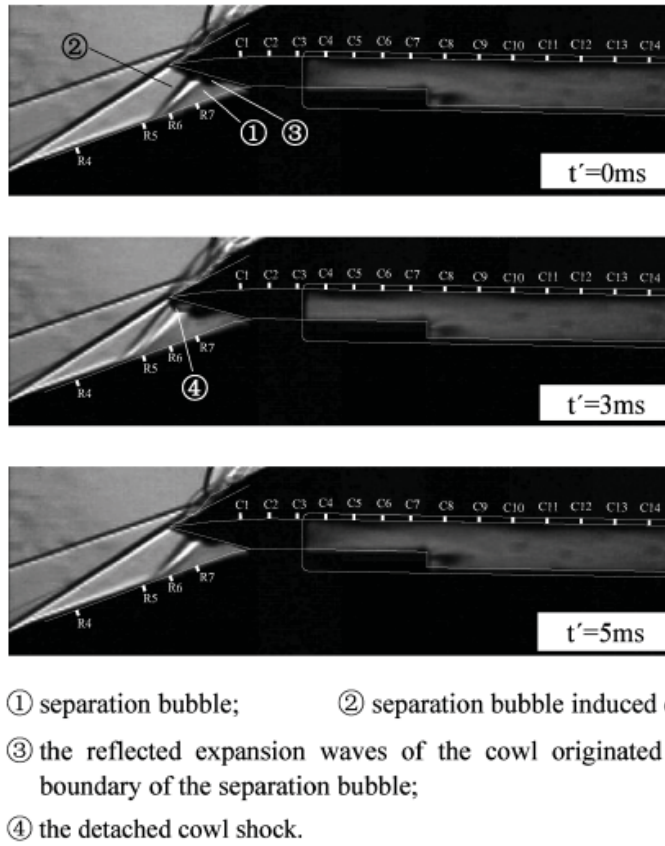 C1 C2 C3 C4 C5 C6 C7 C8 C9 C10 C11 C12 C13 C14
②
① ③
R4 R5 R6 R7
t´=0ms
C1 C2 C3 C4 C5 C6 C7 C8 C9 C10 C11 C12 C13 C14
R4 R5 R6 R7
④
t´=3ms
C1 C2 C3 C4 C5 C6 C7 C8 C9 C10 C11 C12 C13 C14
R4 R5 R6 R7
t´=5ms
① separation bubble; ② separation bubble induced
③ the reflected expansion waves of the cowl originated
boundary of the separation bubble;
④ the detached cowl shock.